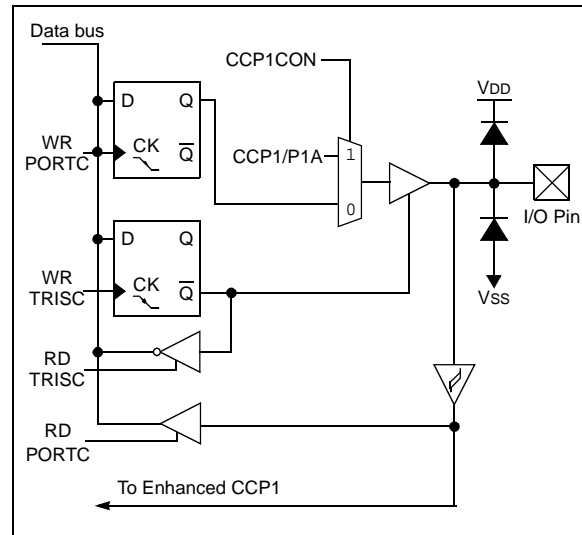 Data bus
CCP1CON
VDD
D
Q
WR
PORTC
CK
Q
CCP1/P1A
1
0
I/O Pin
D
Q
WR
TRISC
CK
Q
VSS
RD
TRISC
RD
PORTC
To Enhanced CCP1